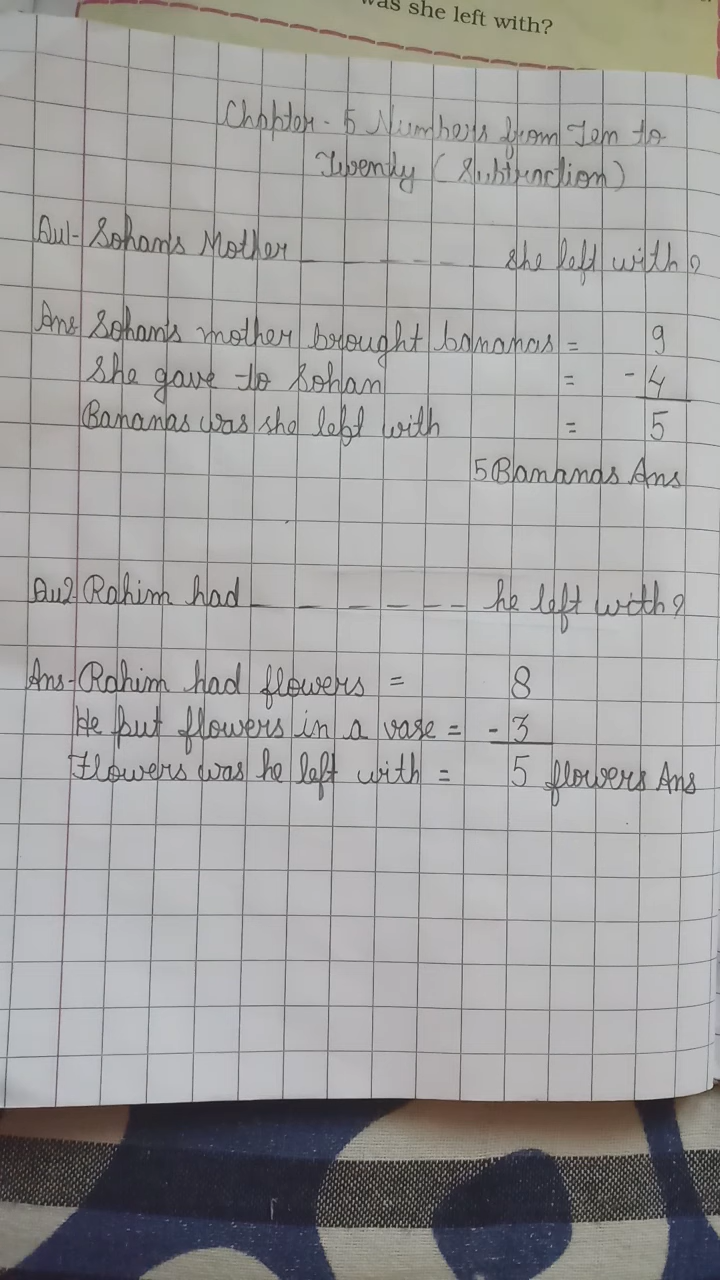 was she left with?
Chapter - 5 Numbers from Ten to
Twenty (Subtraction)
Qu1- Sohan's Mother _ _ _ _ _ she left with?
Ans Sohan's mother brought bananas = 9
She gave to Sohan = - 4
Bananas was she left with = 5
5 Bananas Ans
Qu2 Rahim had _ _ _ _ _ _ he left with?
Ans- Rahim had flowers = 8
He put flowers in a vase = - 3
Flowers was he left with = 5 flowers Ans